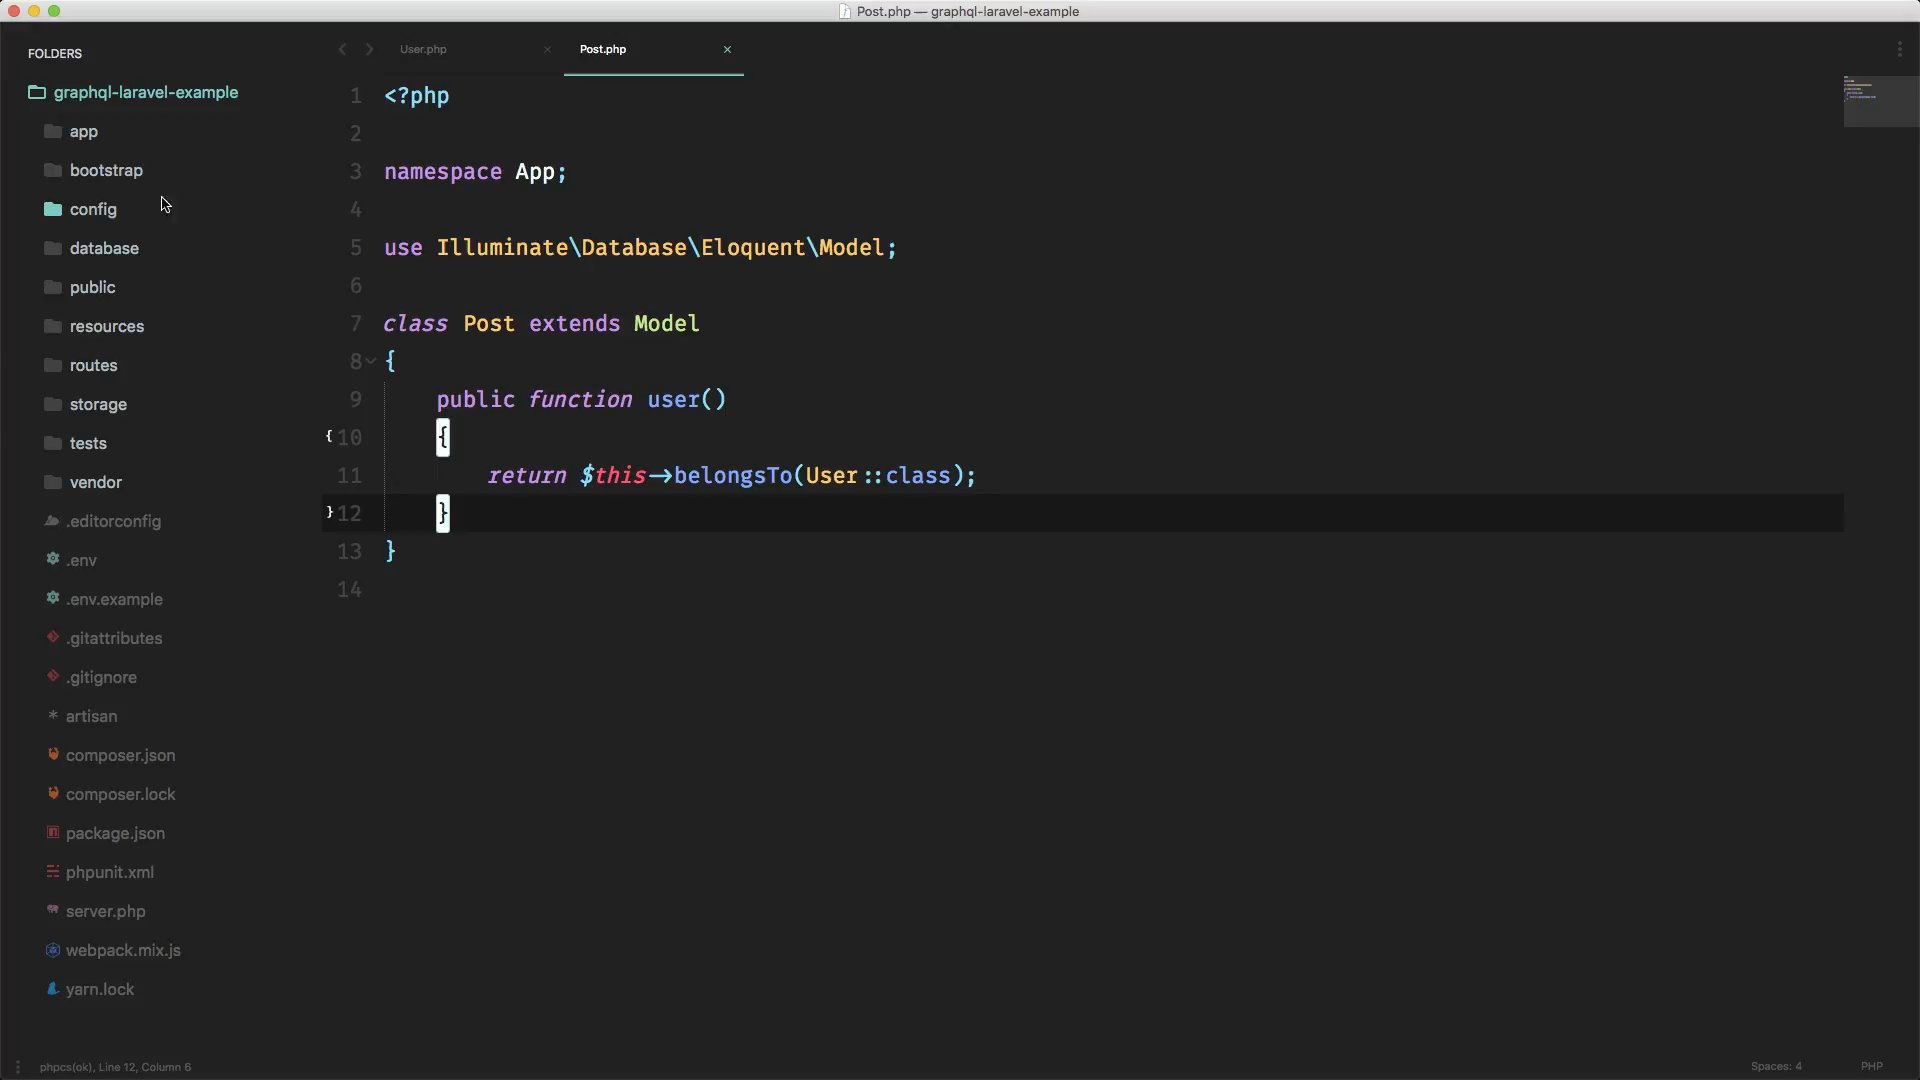 Post.php — graphql-laravel-example
FOLDERS
graphql-laravel-example
app
bootstrap
config
database
public
resources
routes
storage
tests
vendor
.editorconfig
.env
.env.example
.gitattributes
.gitignore
artisan
composer.json
composer.lock
package.json
phpunit.xml
server.php
webpack.mix.js
yarn.lock
User.php ×
Post.php ×
1 <?php
2
3 namespace App;
4
5 use Illuminate\Database\Eloquent\Model;
6
7 class Post extends Model
8 {
9 public function user()
{ 10 {
11 return $this->belongsTo(User::class);
} 12 }
13 }
14
phpcs(ok), Line 12, Column 6
Spaces: 4
PHP